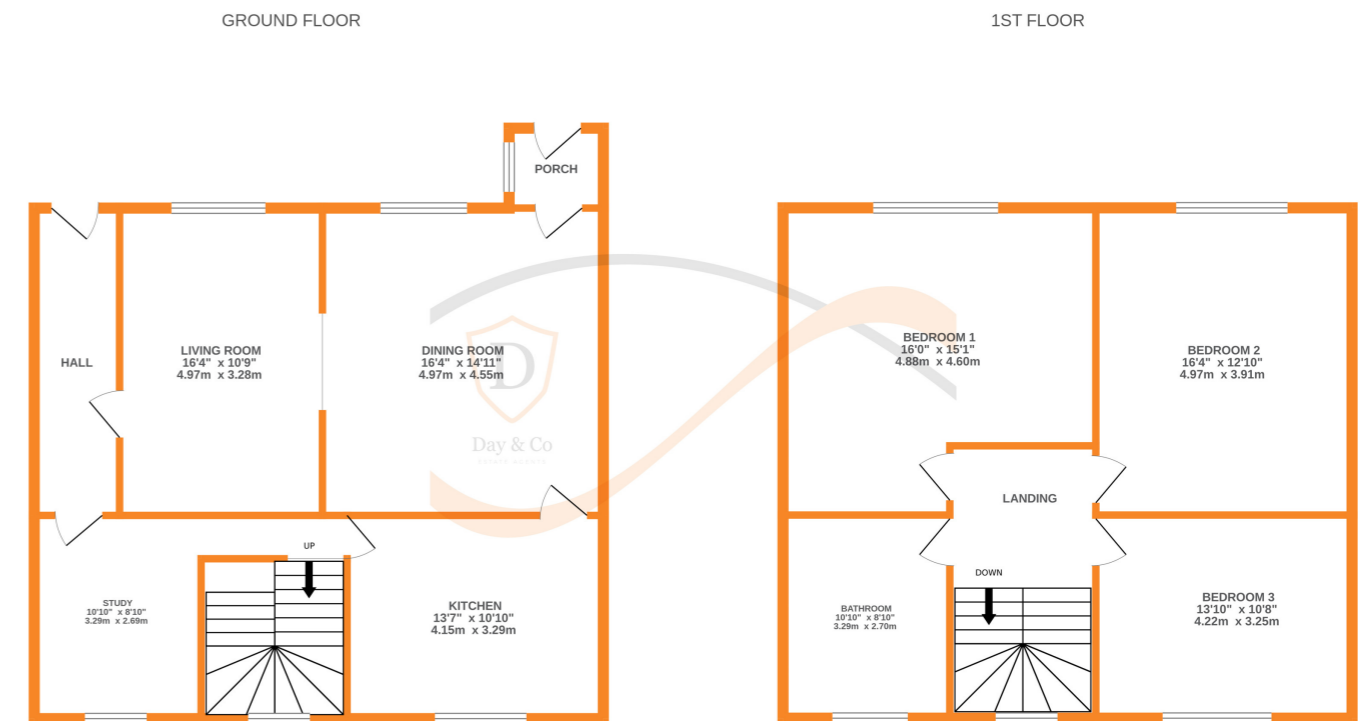 GROUND FLOOR
1ST FLOOR
PORCH
HALL
LIVING ROOM
16'4" x 10'9"
4.97m x 3.28m
DINING ROOM
16'4" x 14'11"
4.97m x 4.55m
D
Day & Co
ESTATE AGENTS
UP
STUDY
10'10" x 8'10"
3.29m x 2.69m
KITCHEN
13'7" x 10'10"
4.15m x 3.29m
BEDROOM 1
16'0" x 15'1"
4.88m x 4.60m
BEDROOM 2
16'4" x 12'10"
4.97m x 3.91m
LANDING
DOWN
BATHROOM
10'10" x 8'10"
3.29m x 2.70m
BEDROOM 3
13'10" x 10'8"
4.22m x 3.25m